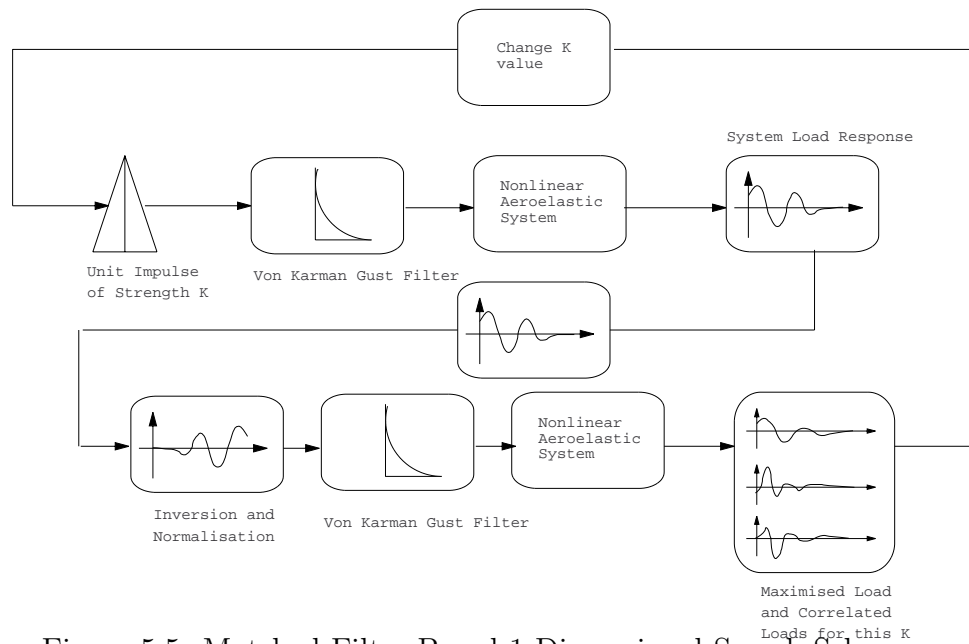 Change K
value
System Load Response
Nonlinear
Aeroelastic
System
Unit Impulse
of Strength K
Von Karman Gust Filter
Nonlinear
Aeroelastic
System
Inversion and
Normalisation
Von Karman Gust Filter
Maximised Load
and Correlated
Loads for this K